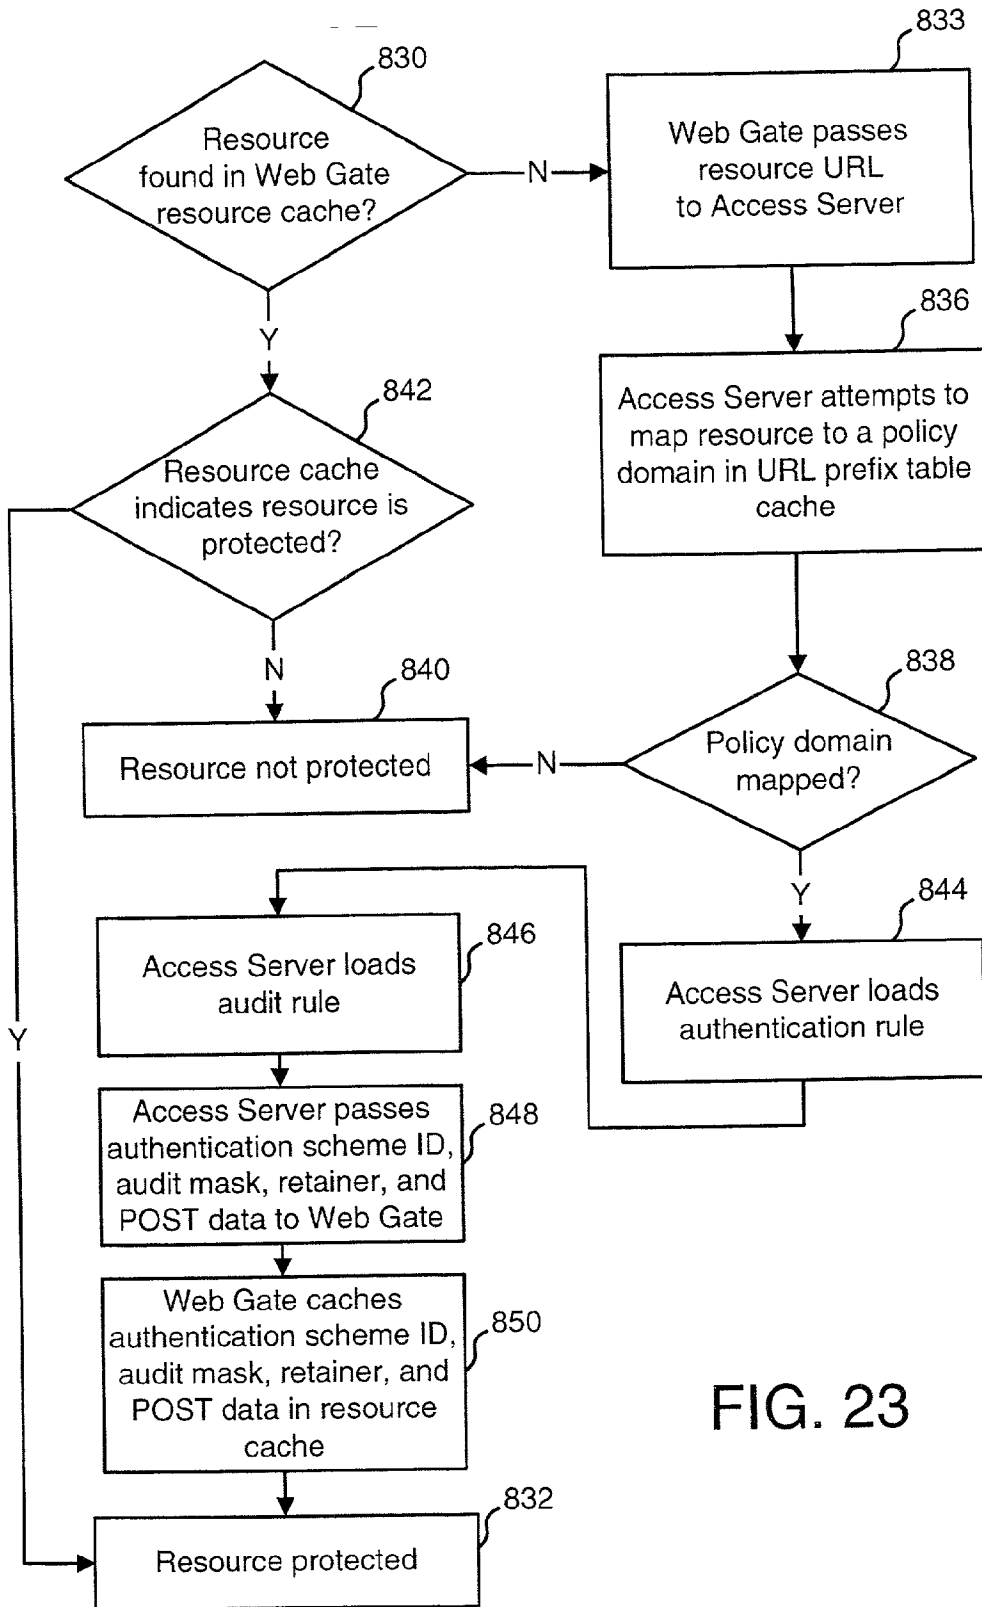 830
Resource
found in Web Gate
resource cache?
N
833
Web Gate passes
resource URL
to Access Server
Y
836
Access Server attempts to
map resource to a policy
domain in URL prefix table
cache
842
Resource cache
indicates resource is
protected?
N
840
Resource not protected
N
838
Policy domain
mapped?
Y
844
Access Server loads
authentication rule
846
Access Server loads
audit rule
Y
848
Access Server passes
authentication scheme ID,
audit mask, retainer, and
POST data to Web Gate
850
Web Gate caches
authentication scheme ID,
audit mask, retainer, and
POST data in resource
cache
832
Resource protected
FIG. 23